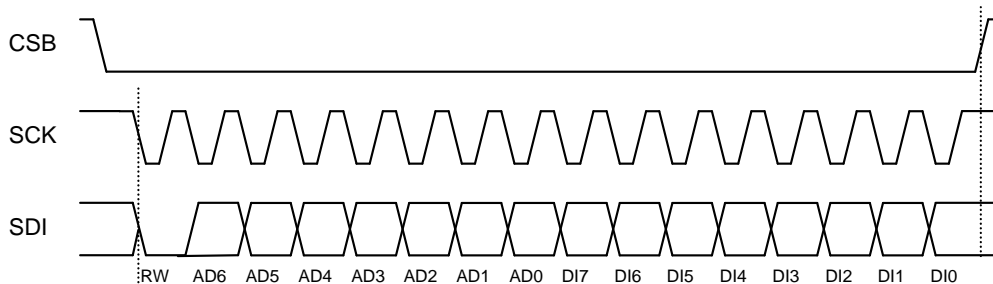 CSB
SCK
SDI
RW AD6 AD5 AD4 AD3 AD2 AD1 AD0 DI7 DI6 DI5 DI4 DI3 DI2 DI1 DI0